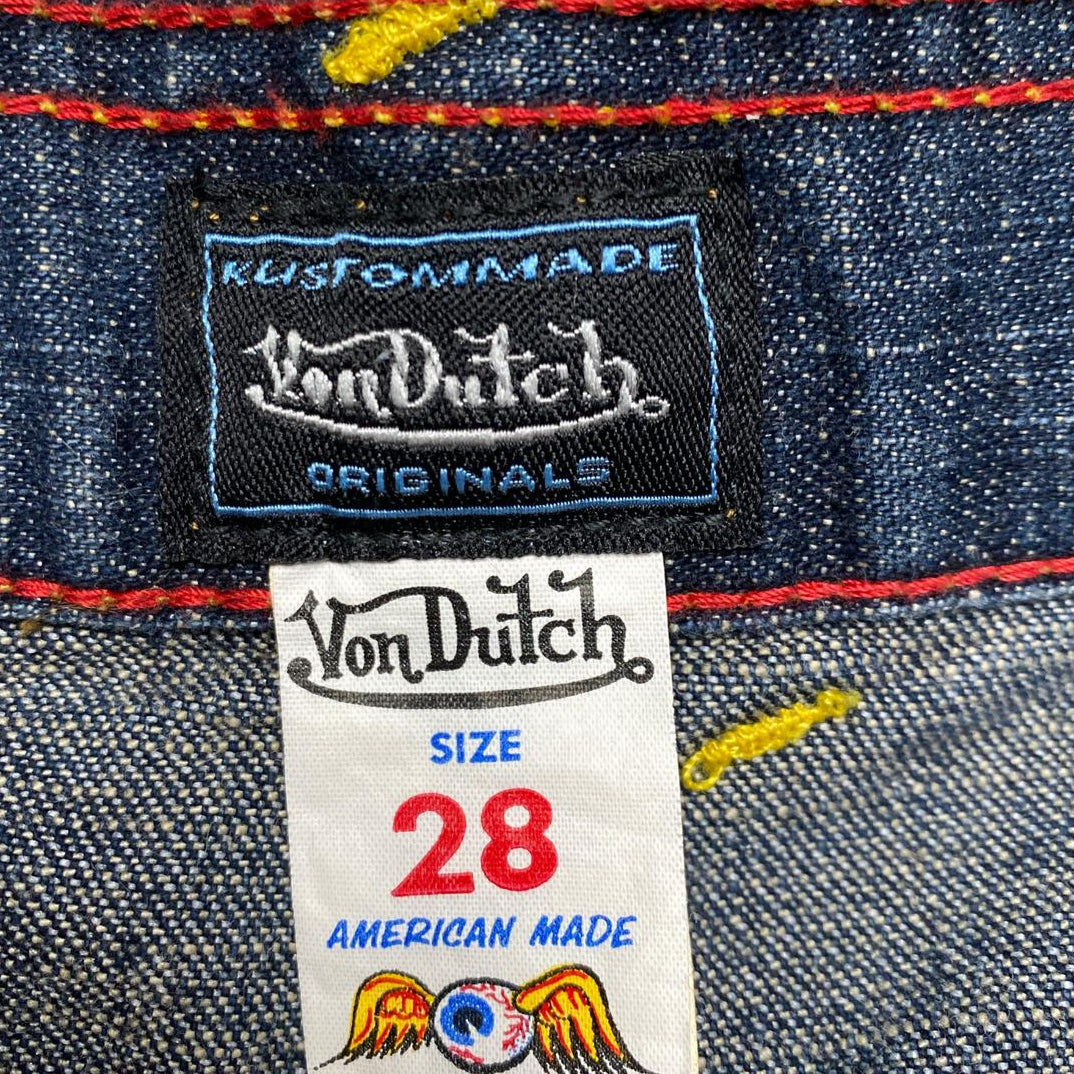 KUSTOMMADE
Von Dutch
ORIGINALS
Von Dutch
SIZE
28
AMERICAN MADE